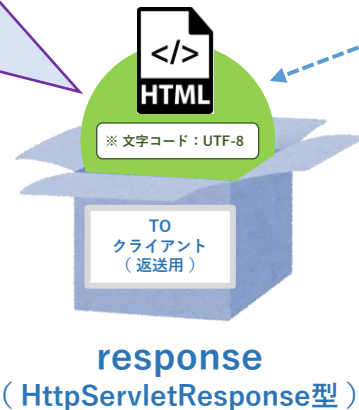 </>
HTML
※ 文字コード：UTF-8
TO
クライアント
（ 返送用 ）
response
（ HttpServletResponse型 ）